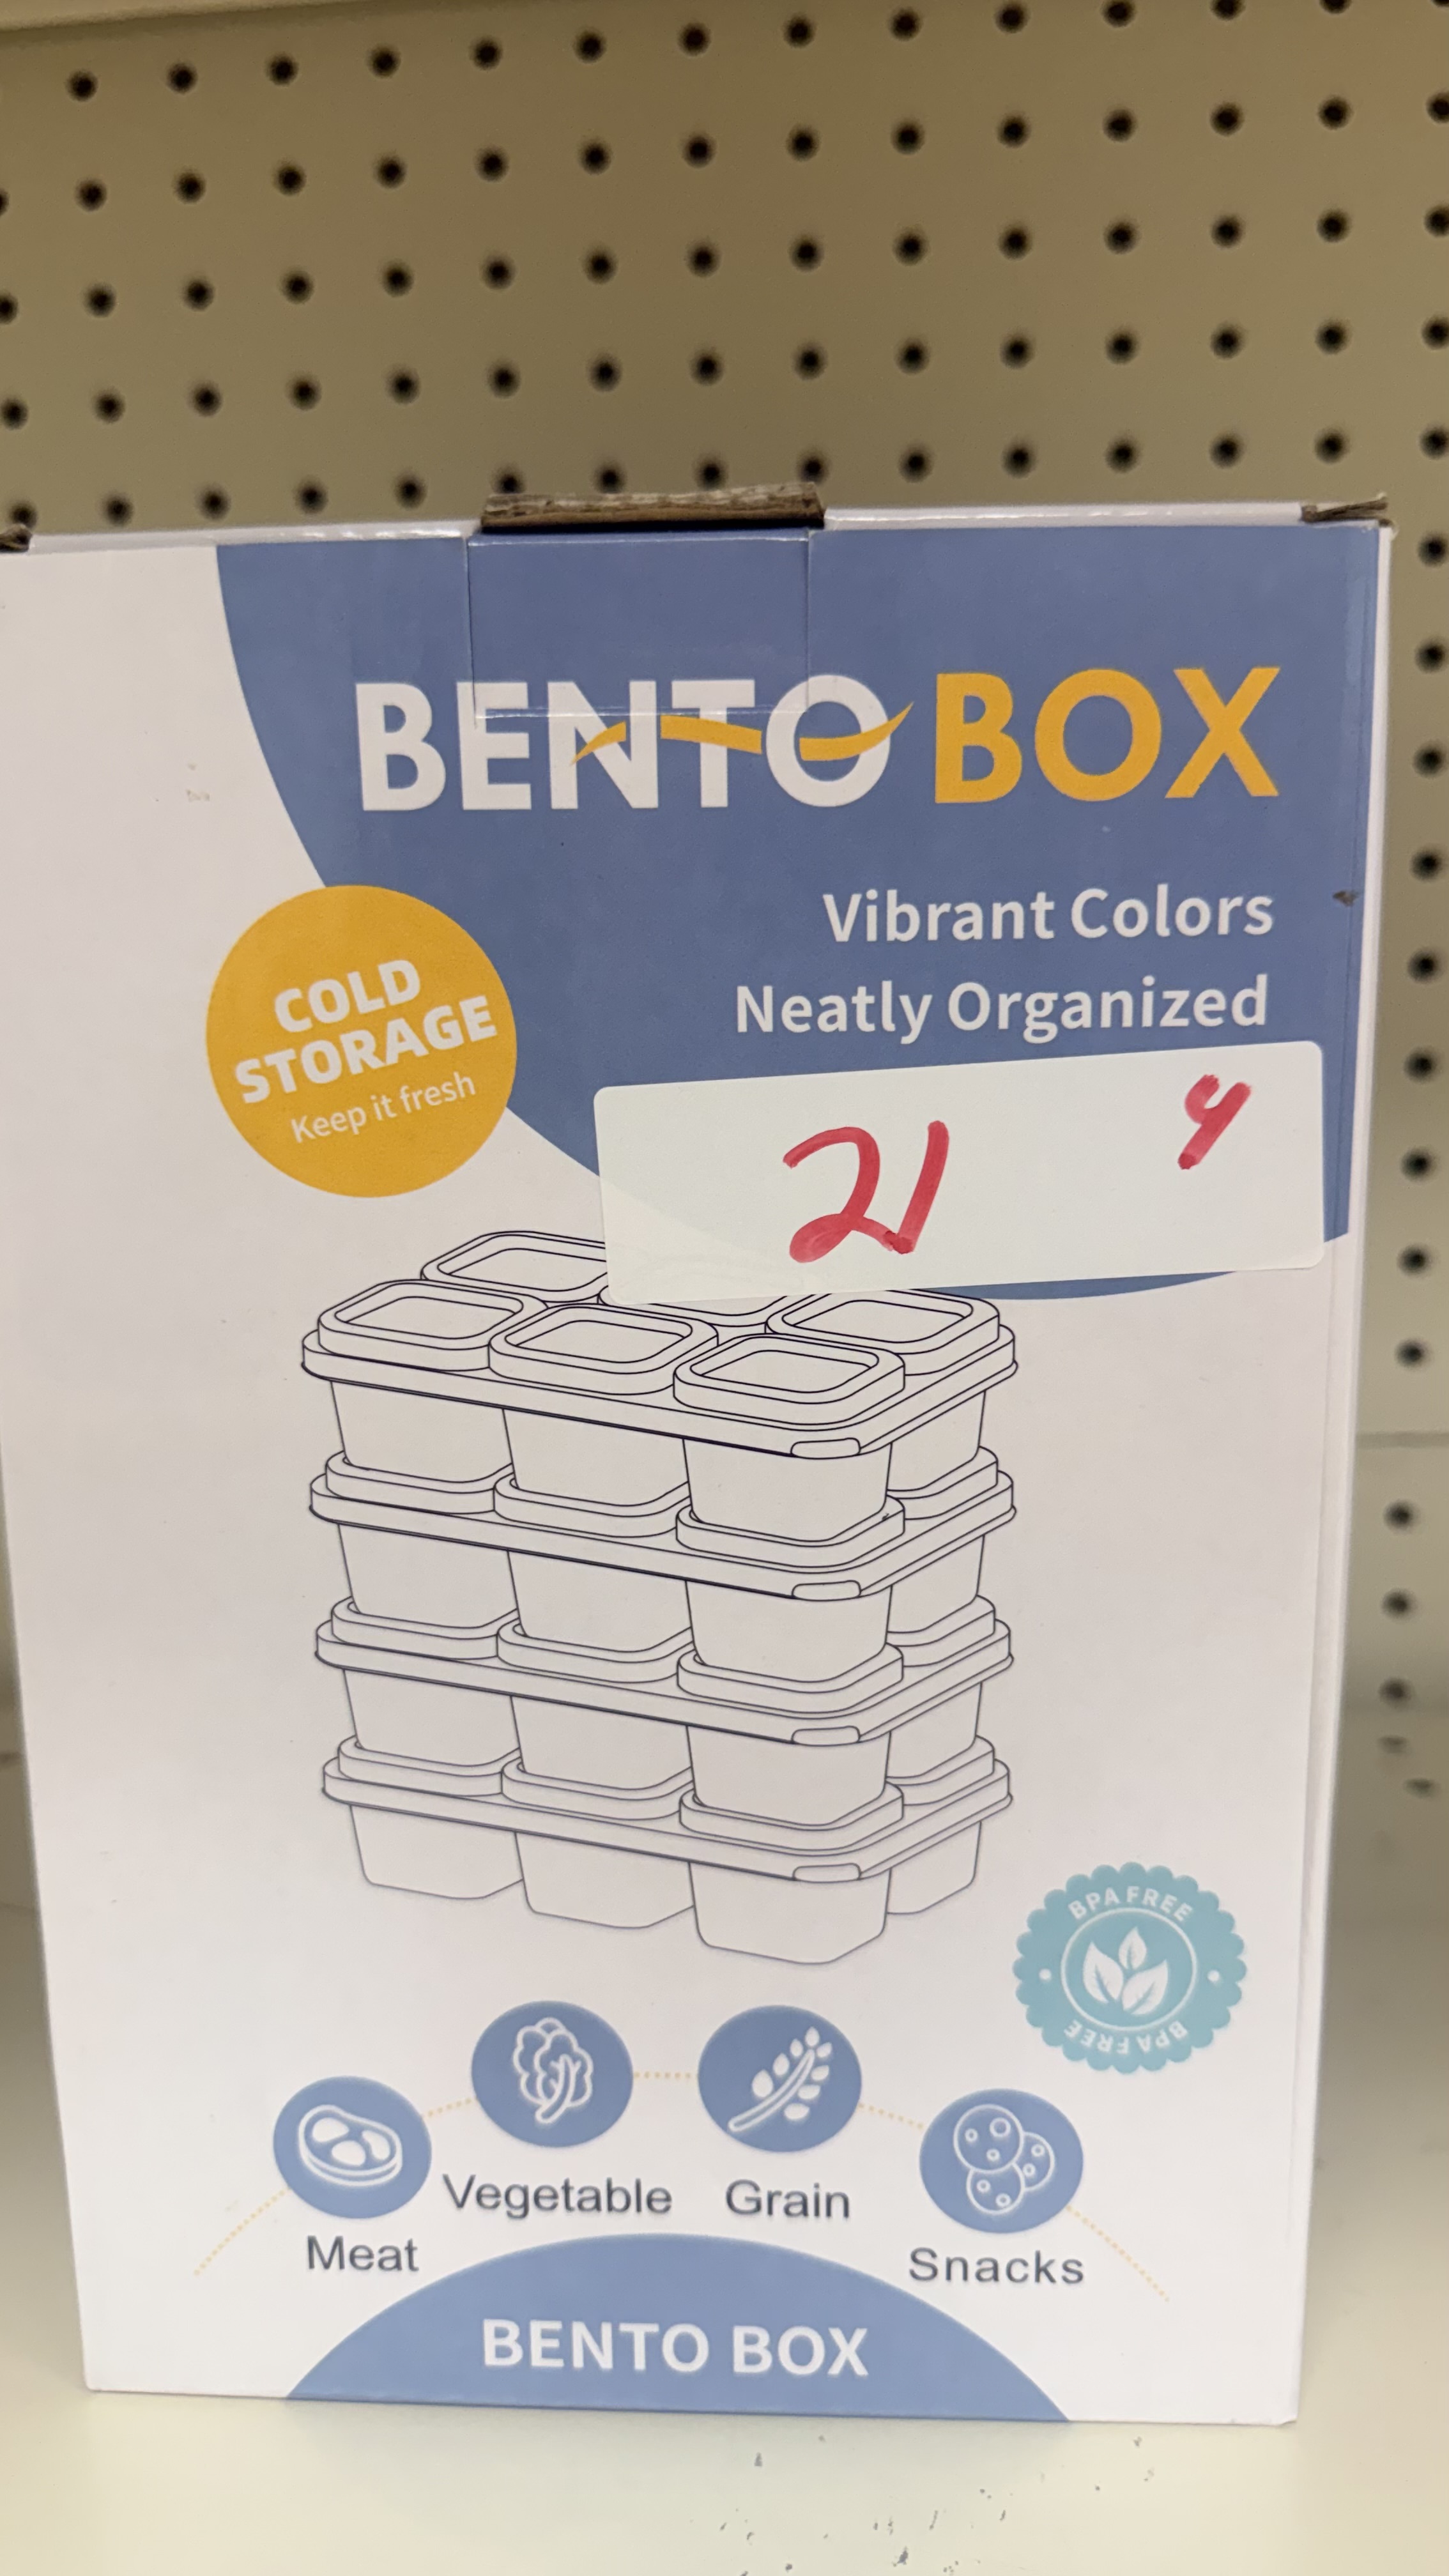 BENTO BOX
Vibrant Colors
Neatly Organized
COLD
STORAGE
Keep it fresh
21 4
BPA FREE
BPA FREE
Vegetable Grain
Meat Snacks
BENTO BOX